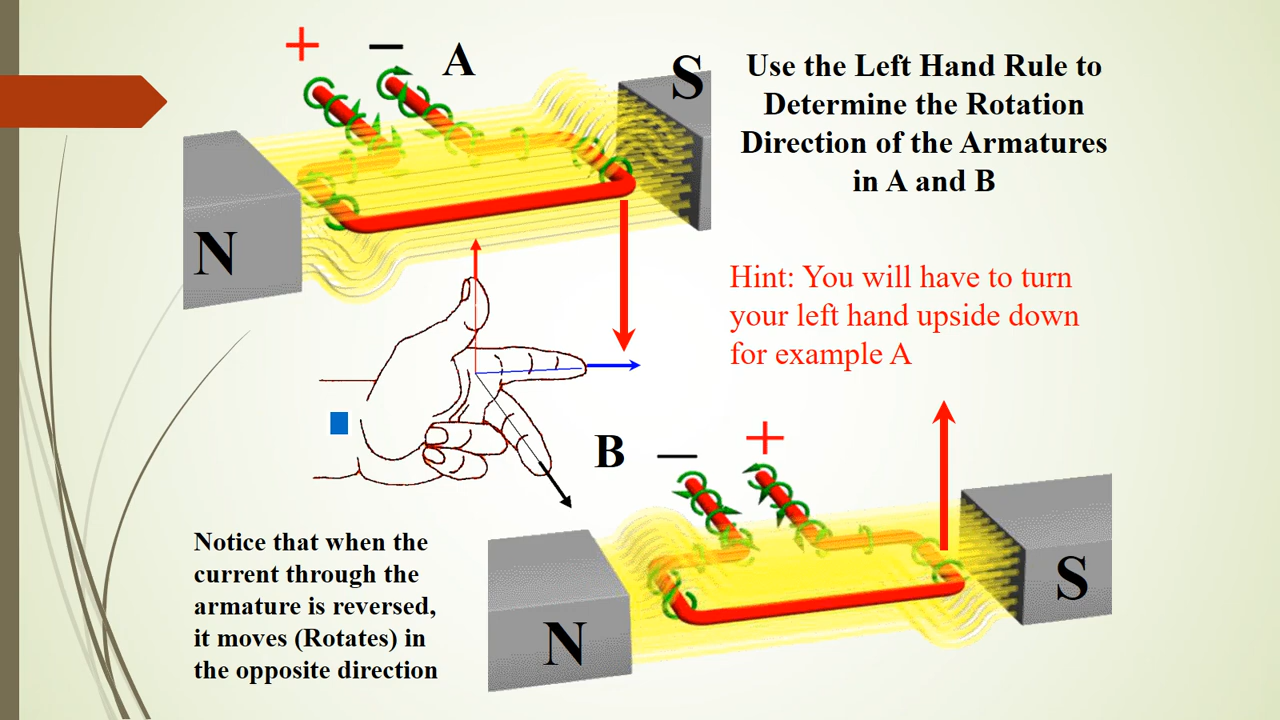 + − A
S
N
Use the Left Hand Rule to
Determine the Rotation
Direction of the Armatures
in A and B
Hint: You will have to turn
your left hand upside down
for example A
B − +
S
N
Notice that when the
current through the
armature is reversed,
it moves (Rotates) in
the opposite direction